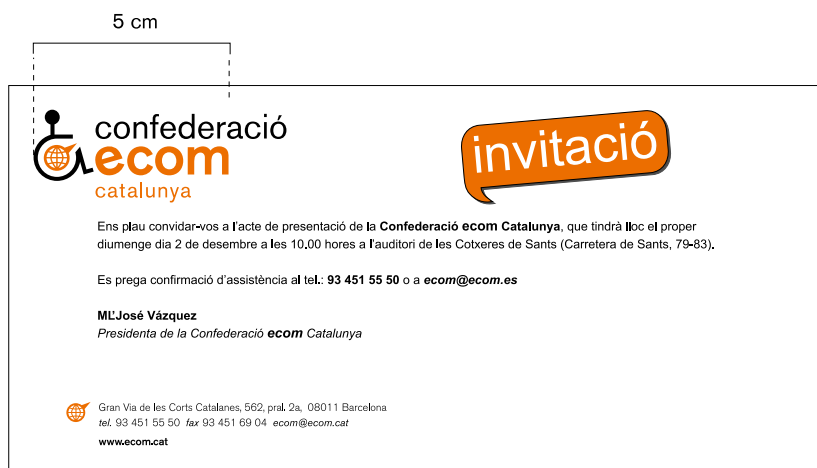 5 cm
confederació
ecom
catalunya
invitació
Ens plau convidar-vos a l'acte de presentació de la Confederació ecom Catalunya, que tindrà lloc el proper
diumenge dia 2 de desembre a les 10.00 hores a l'auditori de les Cotxeres de Sants (Carretera de Sants, 79-83).
Es prega confirmació d'assistència al tel.: 93 451 55 50 o a ecom@ecom.es
MĽJosé Vázquez
Presidenta de la Confederació ecom Catalunya
Gran Via de les Corts Catalanes, 562, pral. 2a, 08011 Barcelona
tel. 93 451 55 50 fax 93 451 69 04 ecom@ecom.cat
www.ecom.cat